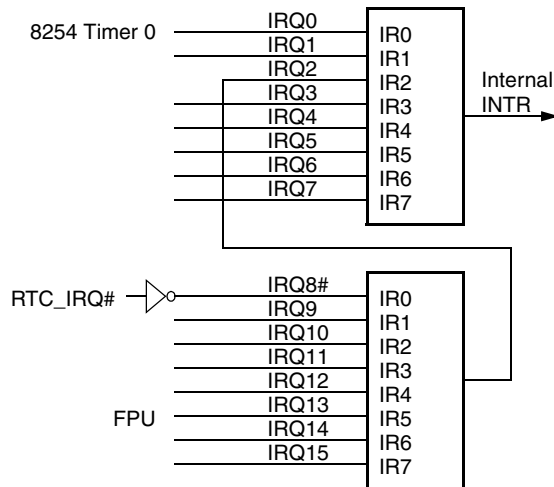 8254 Timer 0
IRQ0
IRQ1
IRQ2
IRQ3
IRQ4
IRQ5
IRQ6
IRQ7
IR0
IR1
IR2
IR3
IR4
IR5
IR6
IR7
Internal
INTR
RTC_IRQ#
FPU
IRQ8#
IRQ9
IRQ10
IRQ11
IRQ12
IRQ13
IRQ14
IRQ15
IR0
IR1
IR2
IR3
IR4
IR5
IR6
IR7